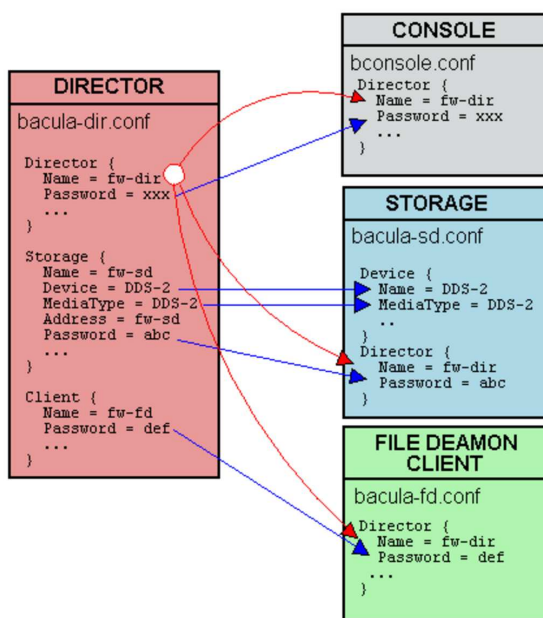 DIRECTOR
bacula-dir.conf
Director {
Name = fw-dir
Password = xxx
...
}
Storage {
Name = fw-sd
Device = DDS-2
MediaType = DDS-2
Address = fw-sd
Password = abc
...
}
Client {
Name = fw-fd
Password = def
...
}
CONSOLE
bconsole.conf
Director {
Name = fw-dir
Password = xxx
...
}
STORAGE
bacula-sd.conf
Device {
Name = DDS-2
MediaType = DDS-2
..
}
Director {
Name = fw-dir
Password = abc
}
FILE DEAMON
CLIENT
bacula-fd.conf
Director {
Name = fw-dir
Password = def
...
}